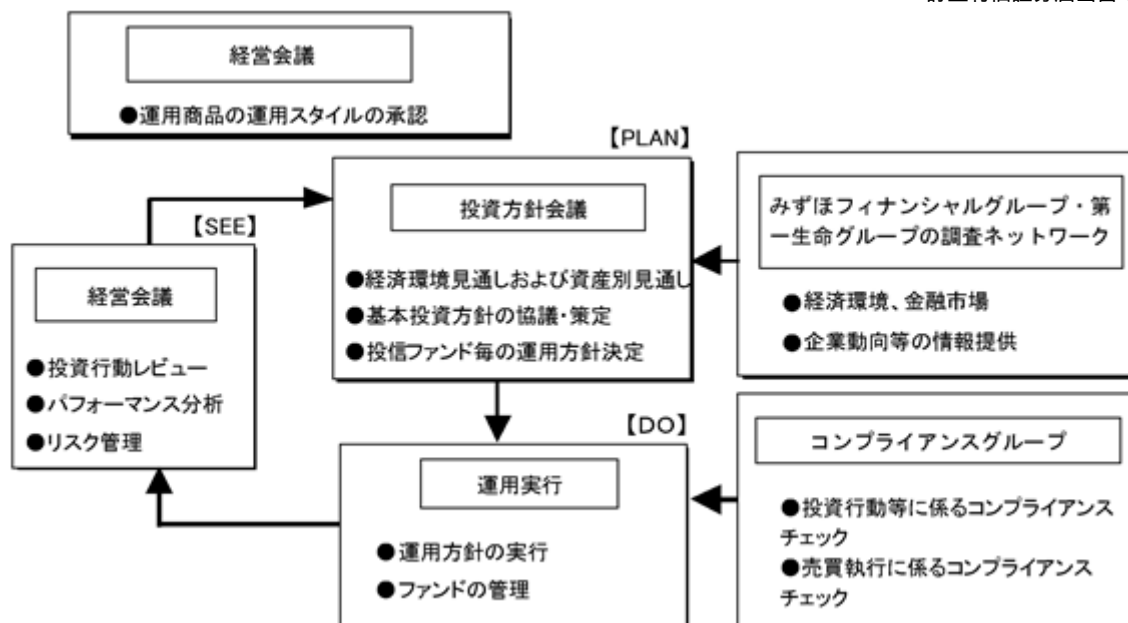 経営会議
●運用商品の運用スタイルの承認
【PLAN】
投資方針会議
●経済環境見通しおよび資産別見通し
●基本投資方針の協議・策定
●投信ファンド毎の運用方針決定
みずほフィナンシャルグループ・第
一生命グループの調査ネットワーク
●経済環境、金融市場
●企業動向等の情報提供
【SEE】
経営会議
●投資行動レビュー
●パフォーマンス分析
●リスク管理
【DO】
運用実行
●運用方針の実行
●ファンドの管理
コンプライアンスグループ
●投資行動等に係るコンプライアンス
チェック
●売買執行に係るコンプライアンス
チェック